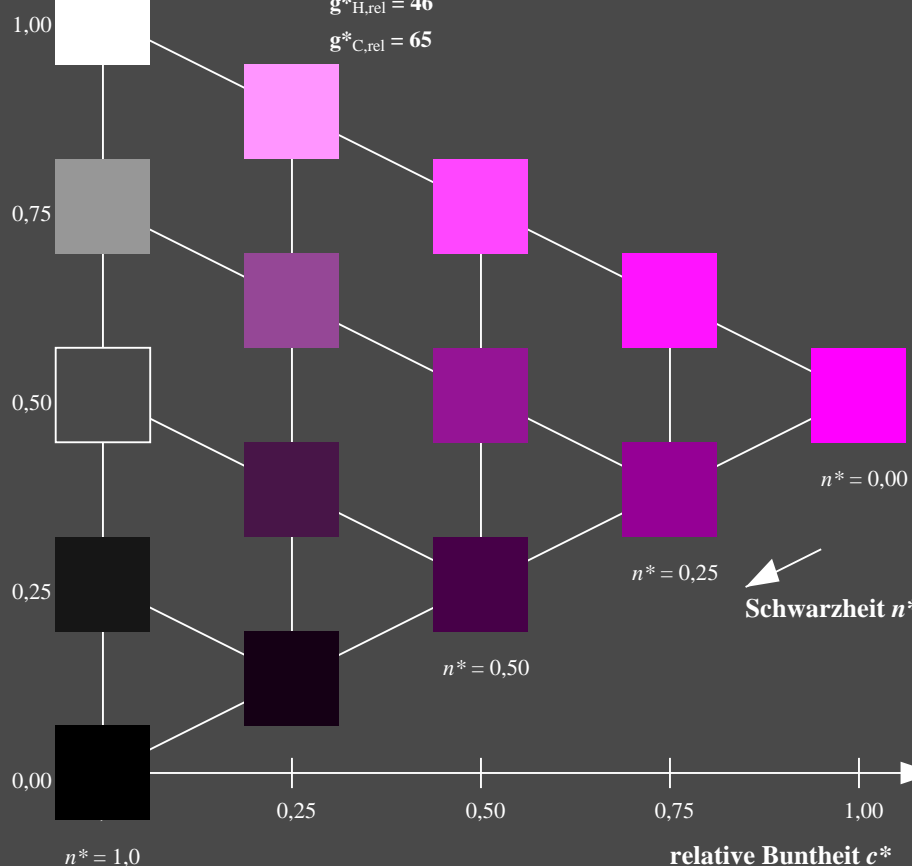 g*H,rel = 46
1,00
g*C,rel = 65
0,75
0,50
n* = 0,00
n* = 0,25
0,25
Schwarzheit n*
n* = 0,50
0,00
0,25 0,50 0,75 1,00
n* = 1,0
relative Buntheit c*